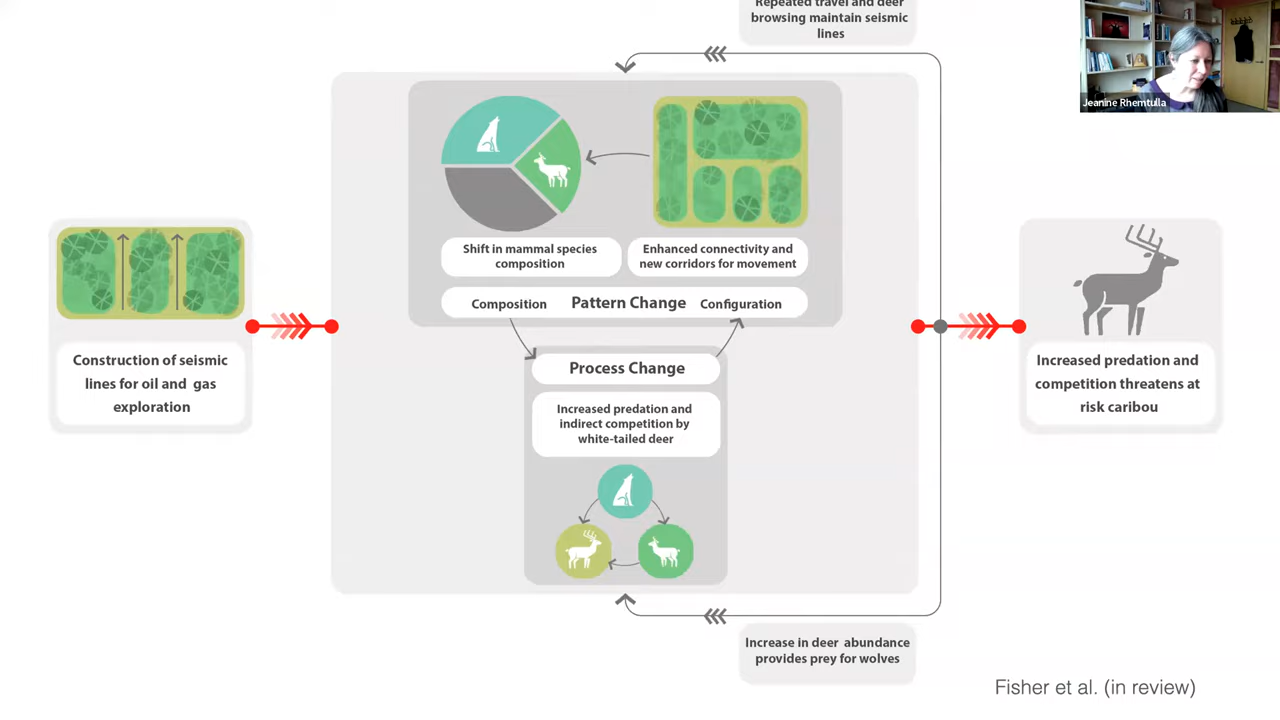 Repeated travel and deer
browsing maintain seismic
lines
Jeanine Rhemtulla
Shift in mammal species
composition
Enhanced connectivity and
new corridors for movement
Composition Pattern Change Configuration
Construction of seismic
lines for oil and gas
exploration
Process Change
Increased predation and
indirect competition by
white-tailed deer
Increased predation and
competition threatens at
risk caribou
Increase in deer abundance
provides prey for wolves
Fisher et al. (in review)